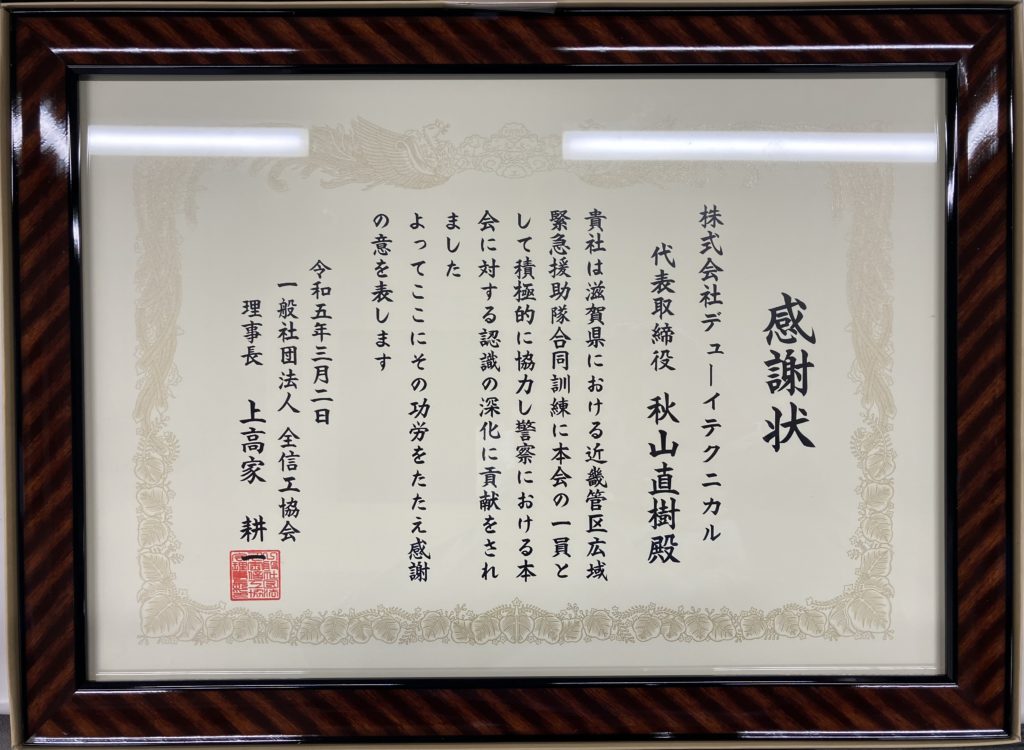 感謝状
株式会社デューイテクニカル
代表取締役 秋山直樹殿
貴社は滋賀県における近畿管区広域
緊急援助隊合同訓練に本会の一員と
して積極的に協力し警察における本
会に対する認識の深化に貢献をされ
ました
よってここにその功労をたたえ感謝
の意を表します
令和五年三月二日
一般社団法人 全信工協会
理事長 上高家 耕一